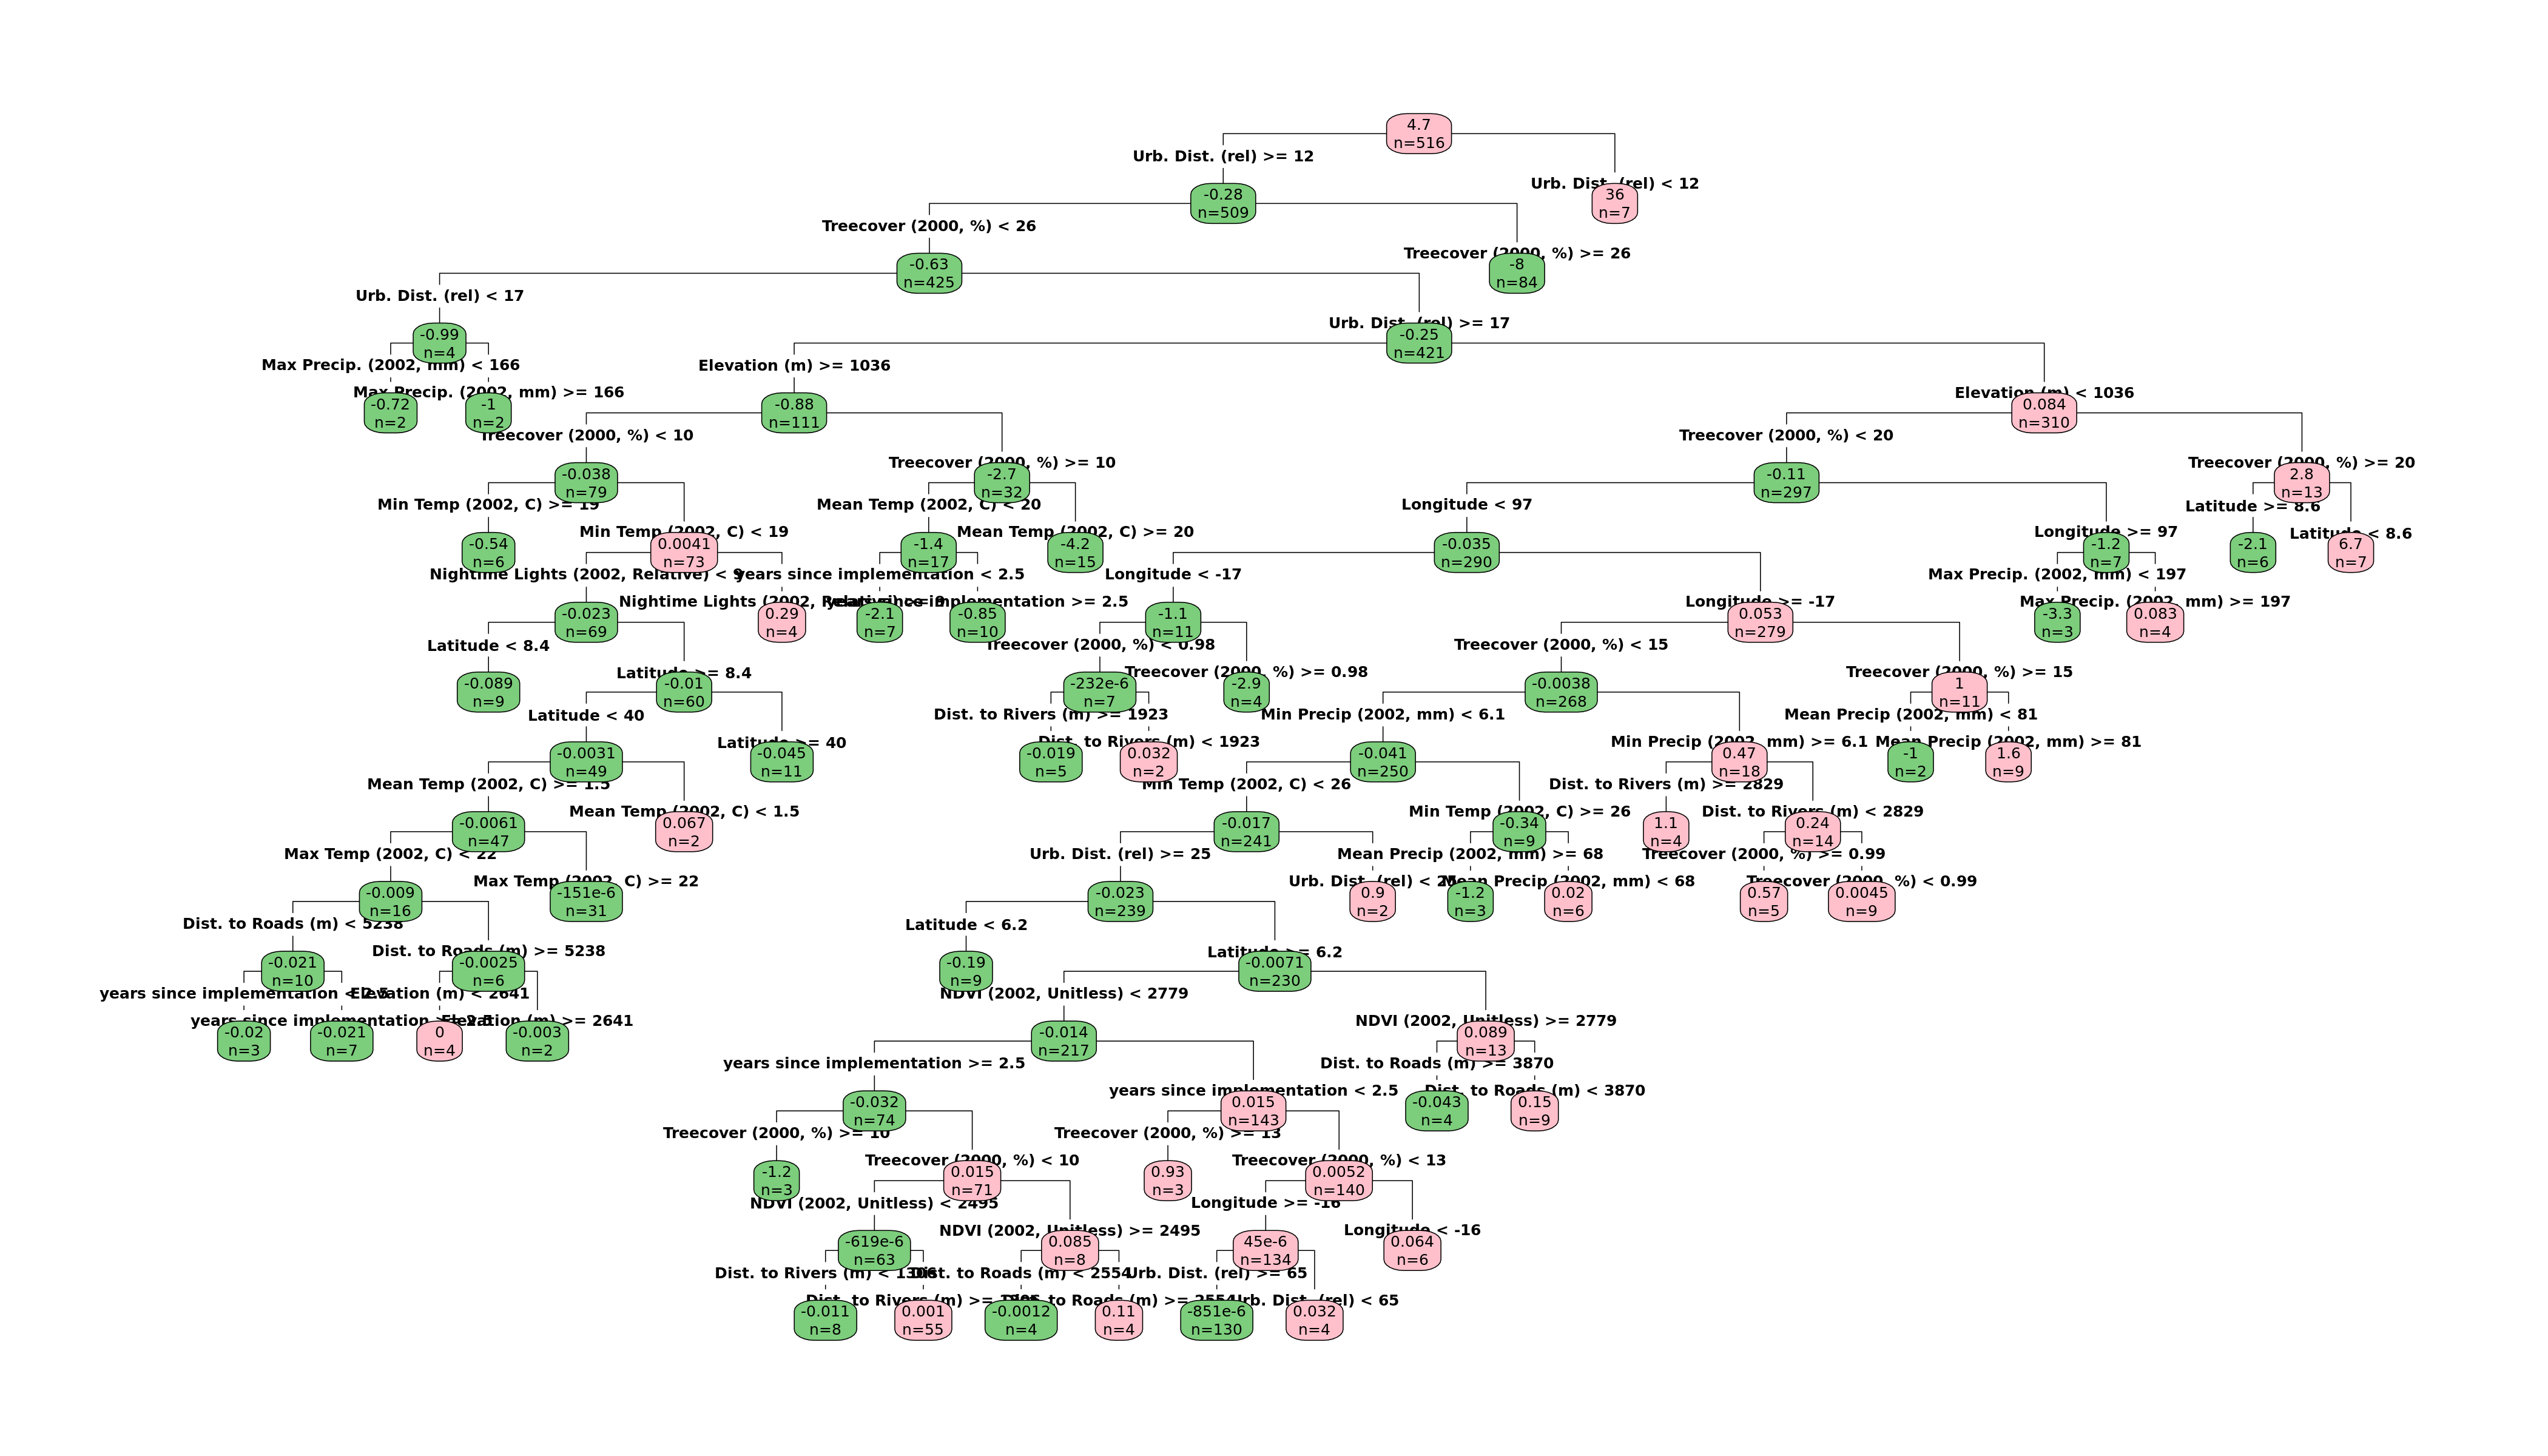 4.7
n=516
Urb. Dist. (rel) >= 12
Urb. Dist. (rel) < 12
-0.28
n=509
36
n=7
Treecover (2000, %) < 26
Treecover (2000, %) >= 26
-0.63
n=425
-8
n=84
Urb. Dist. (rel) < 17
Urb. Dist. (rel) >= 17
-0.99
n=4
-0.25
n=421
Max Precip. (2002, mm) < 166
Elevation (m) >= 1036
Max Precip. (2002, mm) >= 166
Elevation (m) < 1036
-0.72
n=2
-1
n=2
-0.88
n=111
0.084
n=310
Treecover (2000, %) < 10
Treecover (2000, %) < 20
Treecover (2000, %) >= 10
Treecover (2000, %) >= 20
-0.038
n=79
-2.7
n=32
-0.11
n=297
2.8
n=13
Min Temp (2002, C) >= 19
Mean Temp (2002, C) < 20
Longitude < 97
Latitude >= 8.6
Min Temp (2002, C) < 19
Mean Temp (2002, C) >= 20
Longitude >= 97
Latitude < 8.6
-0.54
n=6
0.0041
n=73
-1.4
n=17
-4.2
n=15
-0.035
n=290
-1.2
n=7
-2.1
n=6
6.7
n=7
Nightime Lights (2002, Relative) < 9
years since implementation < 2.5
Longitude < -17
Max Precip. (2002, mm) < 197
Nightime Lights (2002, Relative) >= 9
years since implementation >= 2.5
Longitude >= -17
Max Precip. (2002, mm) >= 197
-0.023
n=69
0.29
n=4
-2.1
n=7
-0.85
n=10
-1.1
n=11
0.053
n=279
-3.3
n=3
0.083
n=4
Latitude < 8.4
Treecover (2000, %) < 0.98
Treecover (2000, %) < 15
Latitude >= 8.4
Treecover (2000, %) >= 0.98
Treecover (2000, %) >= 15
-0.089
n=9
-0.01
n=60
-232e-6
n=7
-2.9
n=4
-0.0038
n=268
1
n=11
Latitude < 40
Dist. to Rivers (m) >= 1923
Min Precip (2002, mm) < 6.1
Mean Precip (2002, mm) < 81
Latitude >= 40
Dist. to Rivers (m) < 1923
Min Precip (2002, mm) >= 6.1
Mean Precip (2002, mm) >= 81
-0.0031
n=49
-0.045
n=11
-0.019
n=5
0.032
n=2
-0.041
n=250
0.47
n=18
-1
n=2
1.6
n=9
Mean Temp (2002, C) >= 1.5
Min Temp (2002, C) < 26
Dist. to Rivers (m) >= 2829
Mean Temp (2002, C) < 1.5
Min Temp (2002, C) >= 26
Dist. to Rivers (m) < 2829
-0.0061
n=47
0.067
n=2
-0.017
n=241
-0.34
n=9
1.1
n=4
0.24
n=14
Max Temp (2002, C) < 22
Urb. Dist. (rel) >= 25
Mean Precip (2002, mm) >= 68
Treecover (2000, %) >= 0.99
Max Temp (2002, C) >= 22
Urb. Dist. (rel) < 25
Mean Precip (2002, mm) < 68
Treecover (2000, %) < 0.99
-0.009
n=16
-151e-6
n=31
-0.023
n=239
0.9
n=2
-1.2
n=3
0.02
n=6
0.57
n=5
0.0045
n=9
Dist. to Roads (m) < 5238
Latitude < 6.2
Dist. to Roads (m) >= 5238
Latitude >= 6.2
-0.021
n=10
-0.0025
n=6
-0.19
n=9
-0.0071
n=230
years since implementation < 2.5
Elevation (m) < 2641
NDVI (2002, Unitless) < 2779
years since implementation >= 2.5
Elevation (m) >= 2641
NDVI (2002, Unitless) >= 2779
-0.02
n=3
-0.021
n=7
0
n=4
-0.003
n=2
-0.014
n=217
0.089
n=13
years since implementation >= 2.5
Dist. to Roads (m) >= 3870
years since implementation < 2.5
Dist. to Roads (m) < 3870
-0.032
n=74
0.015
n=143
-0.043
n=4
0.15
n=9
Treecover (2000, %) >= 10
Treecover (2000, %) >= 13
Treecover (2000, %) < 10
Treecover (2000, %) < 13
-1.2
n=3
0.015
n=71
0.93
n=3
0.0052
n=140
NDVI (2002, Unitless) < 2495
Longitude >= -16
NDVI (2002, Unitless) >= 2495
Longitude < -16
-619e-6
n=63
0.085
n=8
45e-6
n=134
0.064
n=6
Dist. to Rivers (m) < 1306
Dist. to Roads (m) < 2554
Urb. Dist. (rel) >= 65
Dist. to Rivers (m) >= 1306
Dist. to Roads (m) >= 2554
Urb. Dist. (rel) < 65
-0.011
n=8
0.001
n=55
-0.0012
n=4
0.11
n=4
-851e-6
n=130
0.032
n=4